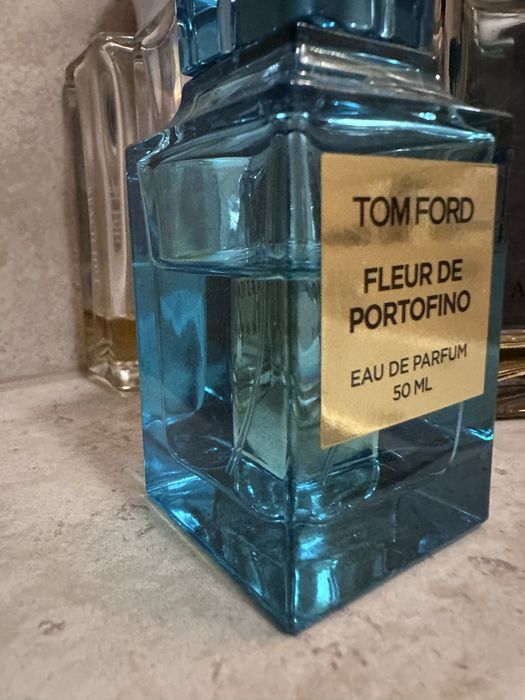 TOM FORD
FLEUR DE
PORTOFINO
EAU DE PARFUM
50 ML